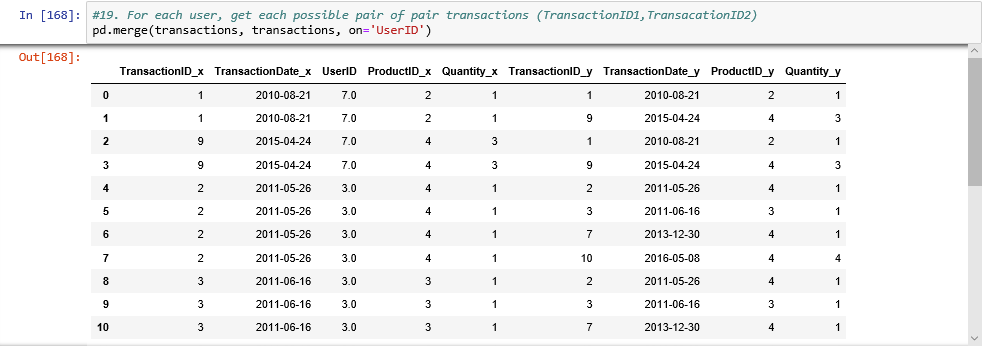 In [168]: #19. For each user, get each possible pair of pair transactions (TransactionID1,TransacationID2)
pd.merge(transactions, transactions, on='UserID')
Out[168]:
TransactionID_x TransactionDate_x UserID ProductID_x Quantity_x TransactionID_y TransactionDate_y ProductID_y Quantity_y
0 1 2010-08-21 7.0 2 1 1 2010-08-21 2 1
1 1 2010-08-21 7.0 2 1 9 2015-04-24 4 3
2 9 2015-04-24 7.0 4 3 1 2010-08-21 2 1
3 9 2015-04-24 7.0 4 3 9 2015-04-24 4 3
4 2 2011-05-26 3.0 4 1 2 2011-05-26 4 1
5 2 2011-05-26 3.0 4 1 3 2011-06-16 3 1
6 2 2011-05-26 3.0 4 1 7 2013-12-30 4 1
7 2 2011-05-26 3.0 4 1 10 2016-05-08 4 4
8 3 2011-06-16 3.0 3 1 2 2011-05-26 4 1
9 3 2011-06-16 3.0 3 1 3 2011-06-16 3 1
10 3 2011-06-16 3.0 3 1 7 2013-12-30 4 1